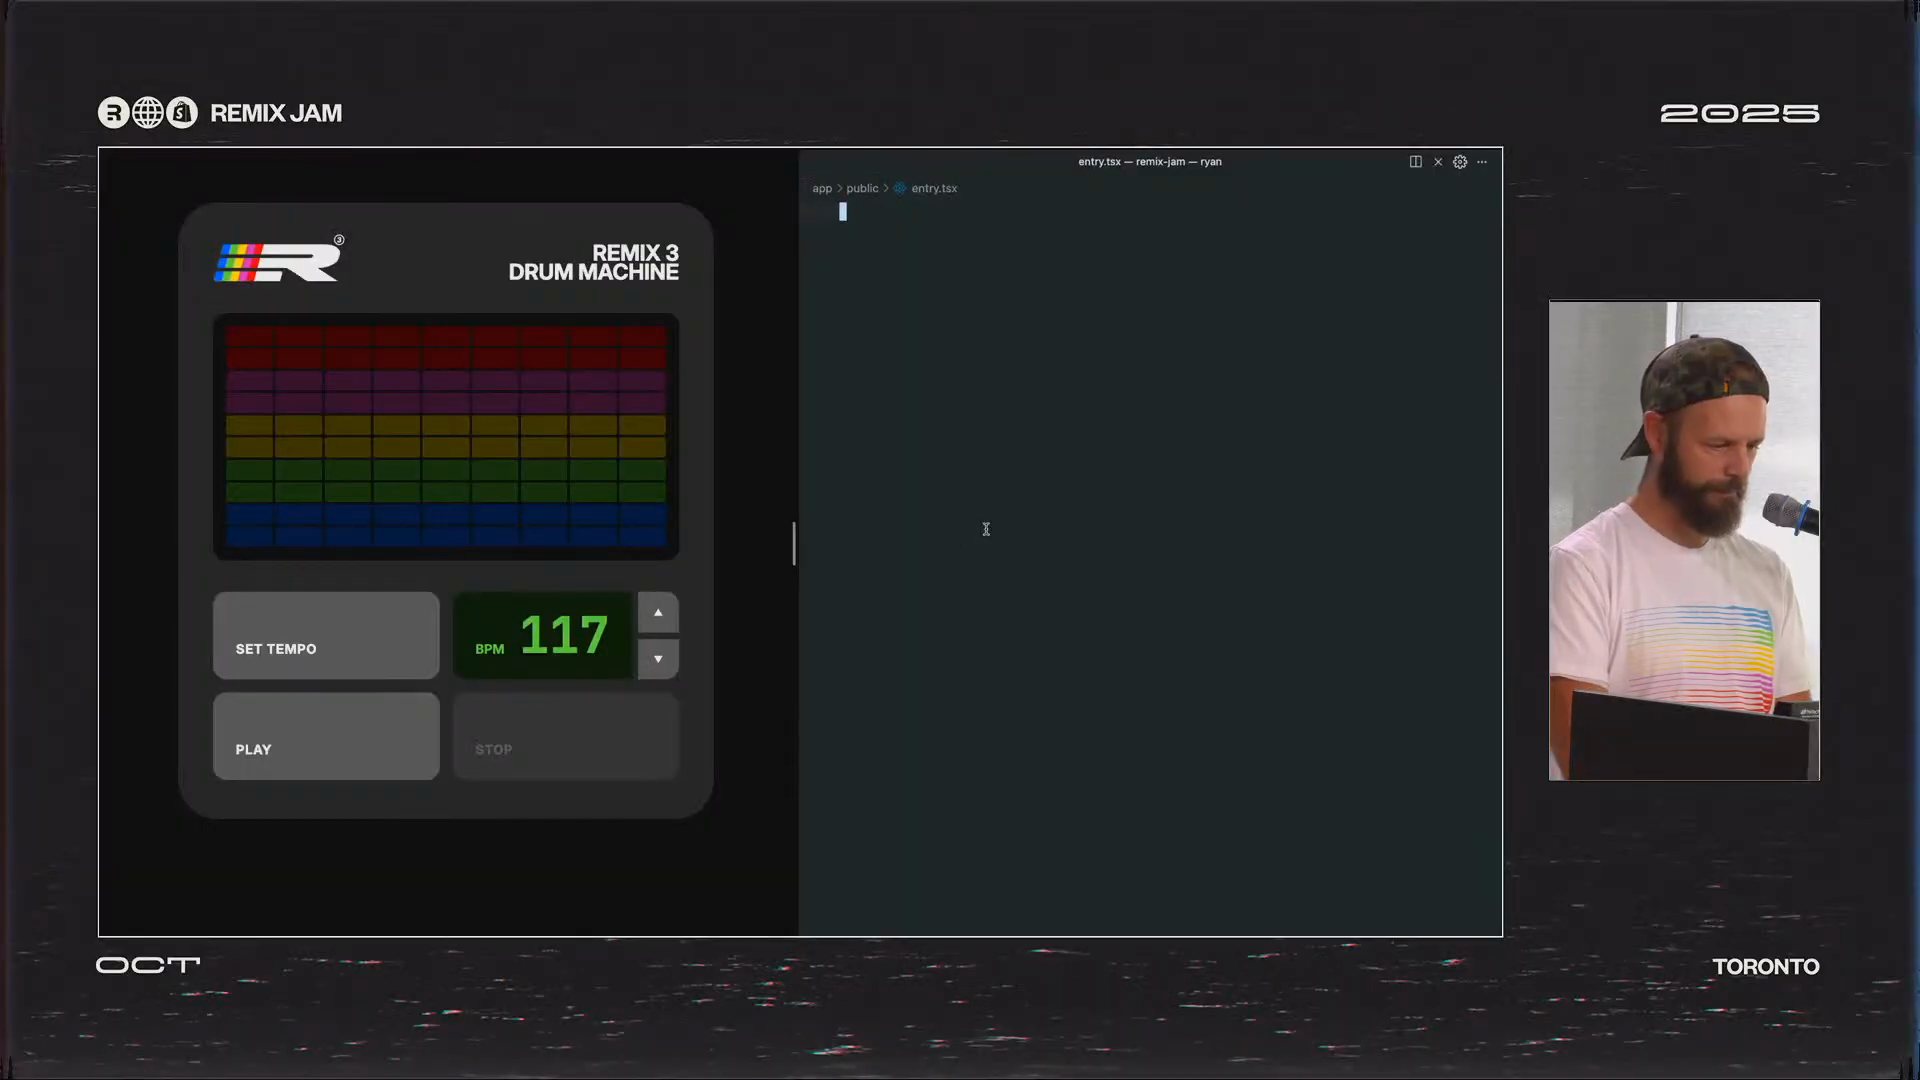 REMIX JAM
2025
entry.tsx — remix-jam — ryan
app > public > entry.tsx
R 3
REMIX 3
DRUM MACHINE
SET TEMPO
BPM 117
PLAY
STOP
OCT
TORONTO